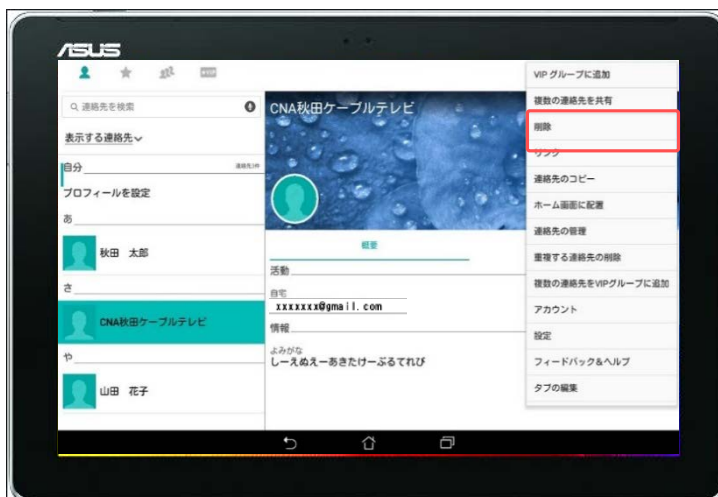 ASUS
VIP
連絡先を検索
表示する連絡先
自分
連絡先3件
プロフィールを設定
あ
秋田 太郎
さ
CNA秋田ケーブルテレビ
や
山田 花子
CNA秋田ケーブルテレビ
概要
活動
自宅
xxxxxxx@gmail.com
情報
よみがな
しーえぬえーあきたけーぶるてれび
VIP グループに追加
複数の連絡先を共有
削除
リンク
連絡先のコピー
ホーム画面に配置
連絡先の管理
重複する連絡先の削除
複数の連絡先をVIPグループに追加
アカウント
設定
フィードバック&ヘルプ
タブの編集